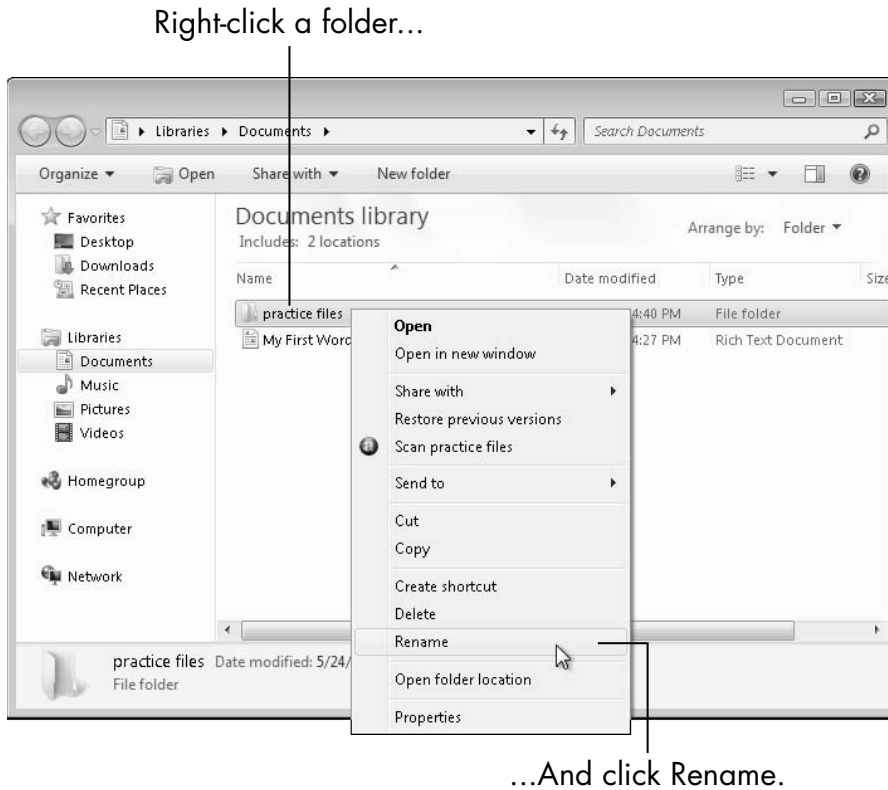 Right-click a folder...
Libraries ▸ Documents ▸
Search Documents
Organize Open Share with New folder
Favorites
Desktop
Downloads
Recent Places
Libraries
Documents
Music
Pictures
Videos
Homegroup
Computer
Network
Documents library
Includes: 2 locations
Arrange by: Folder
Name Date modified Type Size
practice files 4:40 PM File folder
My First Word 4:27 PM Rich Text Document
Open
Open in new window
Share with
Restore previous versions
a Scan practice files
Send to
Cut
Copy
Create shortcut
Delete
Rename
Open folder location
Properties
practice files Date modified: 5/24/
File folder
...And click Rename.